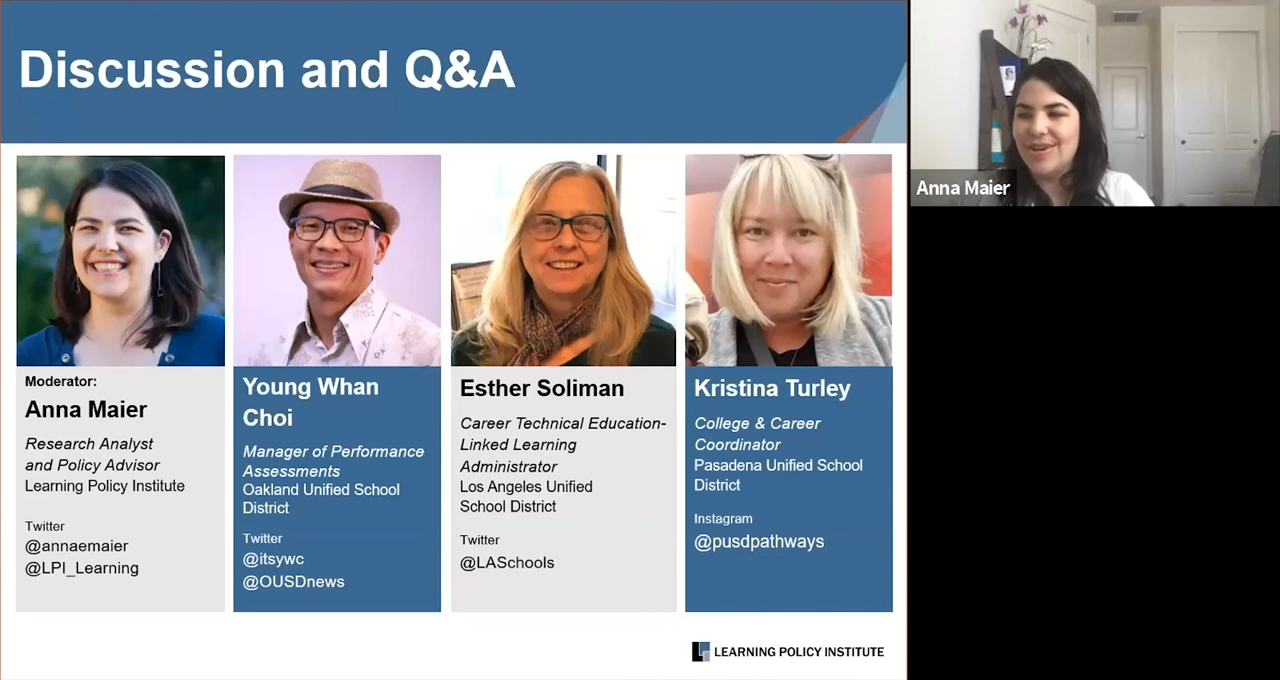 Discussion and Q&A
Moderator:
Anna Maier
Research Analyst
and Policy Advisor
Learning Policy Institute
Twitter
@annaemaier
@LPI_Learning
Young Whan
Choi
Manager of Performance
Assessments
Oakland Unified School
District
Twitter
@itsywc
@OUSDnews
Esther Soliman
Career Technical Education-
Linked Learning
Administrator
Los Angeles Unified
School District
Twitter
@LASchools
Kristina Turley
College & Career
Coordinator
Pasadena Unified School
District
Instagram
@pusdpathways
LEARNING POLICY INSTITUTE
Anna Maier